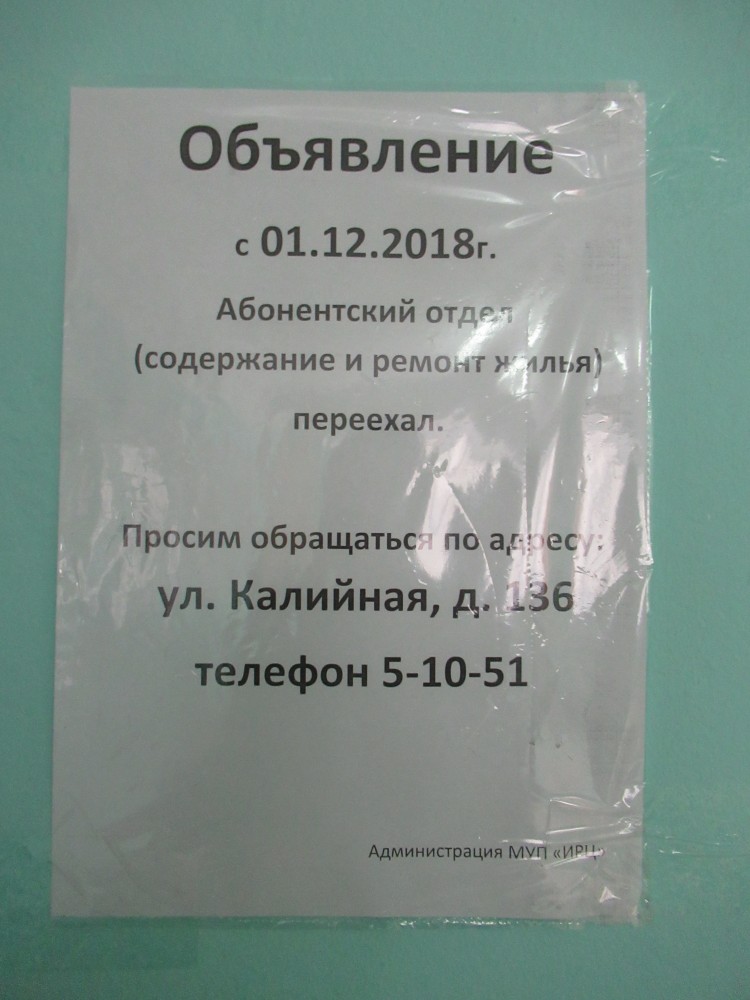 Объявление
с 01.12.2018г.
Абонентский отдел
(содержание и ремонт жилья)
переехал.
Просим обращаться по адресу:
ул. Калийная, д. 136
телефон 5-10-51
Администрация МУП «ИРЦ»